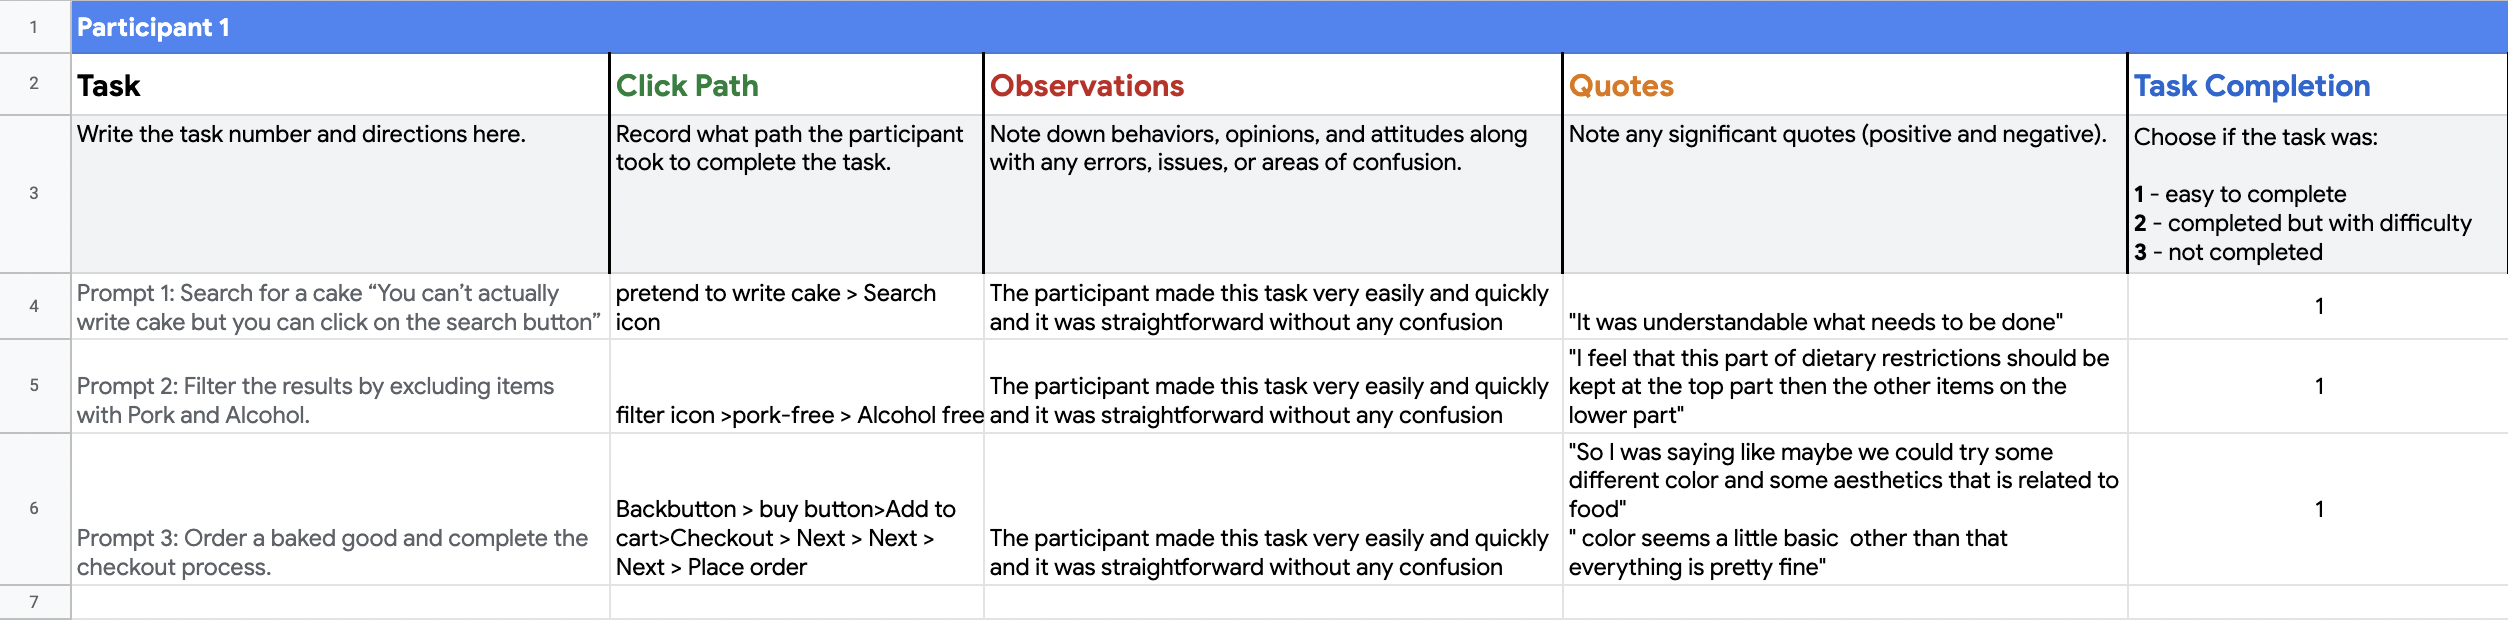 1
Participant 1
2
Task
Click Path
Observations
Quotes
Task Completion
3
Write the task number and directions here.
Record what path the participant
took to complete the task.
Note down behaviors, opinions, and attitudes along
with any errors, issues, or areas of confusion.
Note any significant quotes (positive and negative).
Choose if the task was:
1 - easy to complete
2 - completed but with difficulty
3 - not completed
4
Prompt 1: Search for a cake “You can’t actually
write cake but you can click on the search button”
pretend to write cake > Search
icon
The participant made this task very easily and quickly
and it was straightforward without any confusion
"It was understandable what needs to be done"
1
5
Prompt 2: Filter the results by excluding items
with Pork and Alcohol.
filter icon >pork-free > Alcohol free
The participant made this task very easily and quickly
and it was straightforward without any confusion
"I feel that this part of dietary restrictions should be
kept at the top part then the other items on the
lower part"
1
6
Prompt 3: Order a baked good and complete the
checkout process.
Backbutton > buy button>Add to
cart>Checkout > Next > Next >
Next > Place order
The participant made this task very easily and quickly
and it was straightforward without any confusion
"So I was saying like maybe we could try some
different color and some aesthetics that is related to
food"
" color seems a little basic  other than that
everything is pretty fine"
1
7